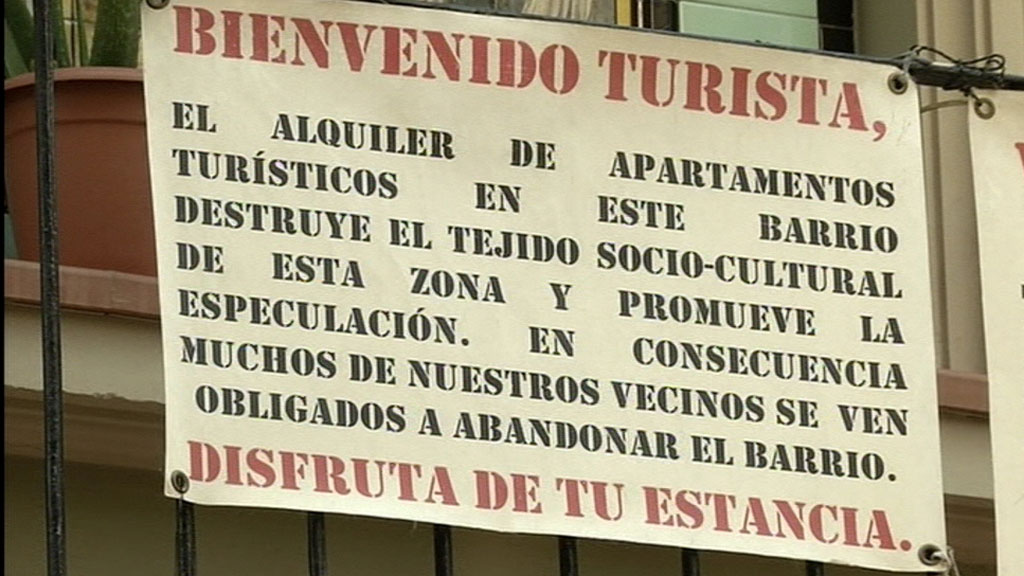 BIENVENIDO TURISTA,
EL ALQUILER DE APARTAMENTOS
TURÍSTICOS EN ESTE BARRIO
DESTRUYE EL TEJIDO SOCIO-CULTURAL
DE ESTA ZONA Y PROMUEVE LA
ESPECULACIÓN. EN CONSECUENCIA
MUCHOS DE NUESTROS VECINOS SE VEN
OBLIGADOS A ABANDONAR EL BARRIO.
DISFRUTA DE TU ESTANCIA.